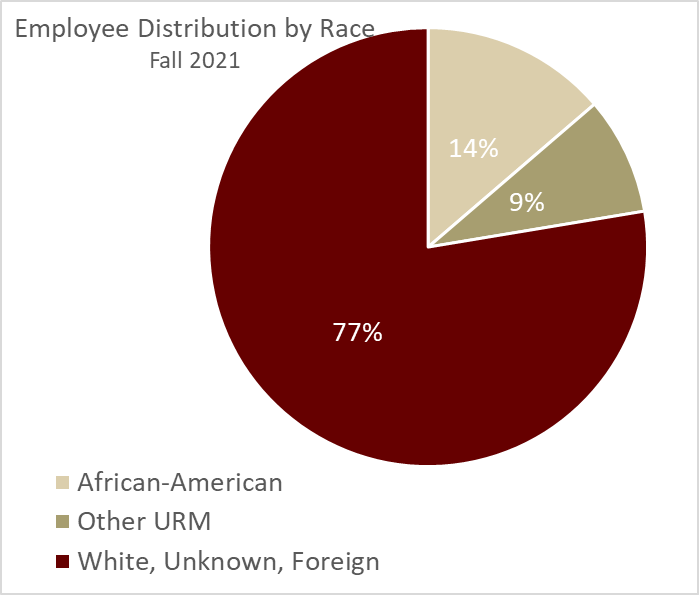 Employee Distribution by Race
Fall 2021
14%
9%
77%
African-American
Other URM
White, Unknown, Foreign